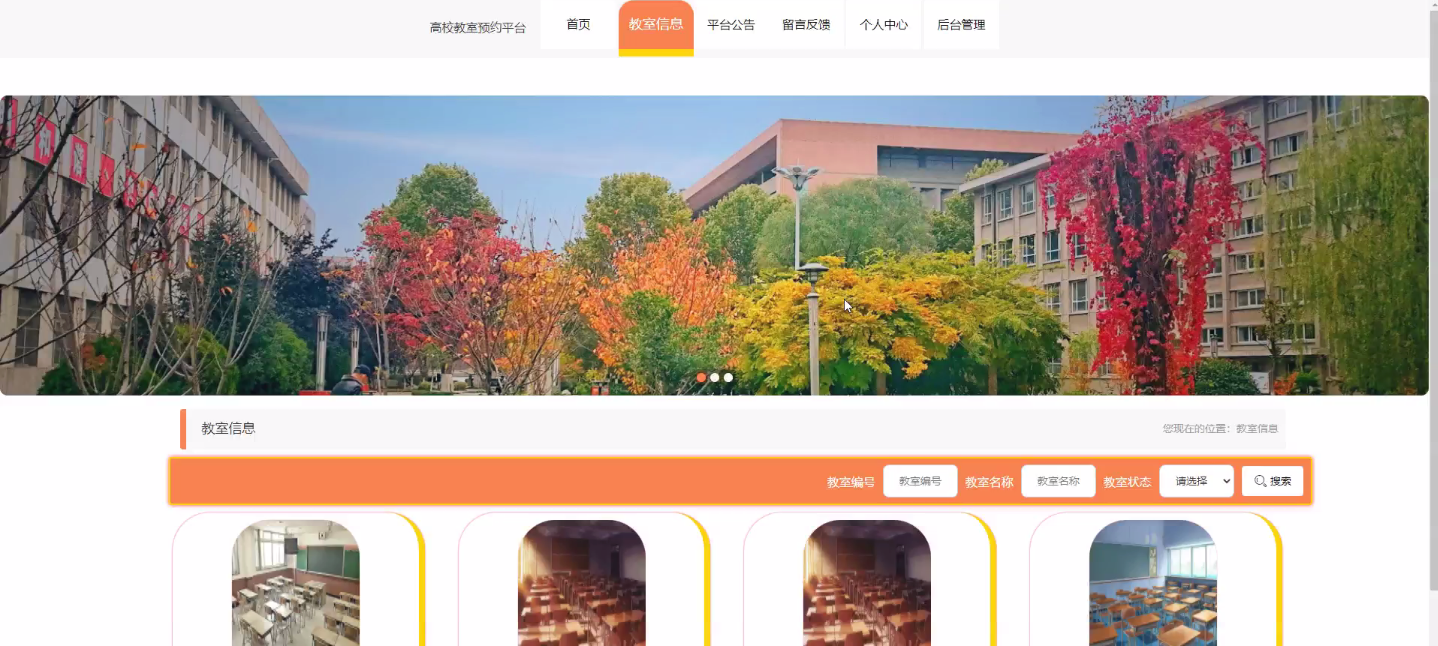 高校教室预约平台 首页 教室信息 平台公告 留言反馈 个人中心 后台管理
教室信息 您现在的位置：教室信息
教室编号 教室编号 教室名称 教室名称 教室状态 请选择 搜索